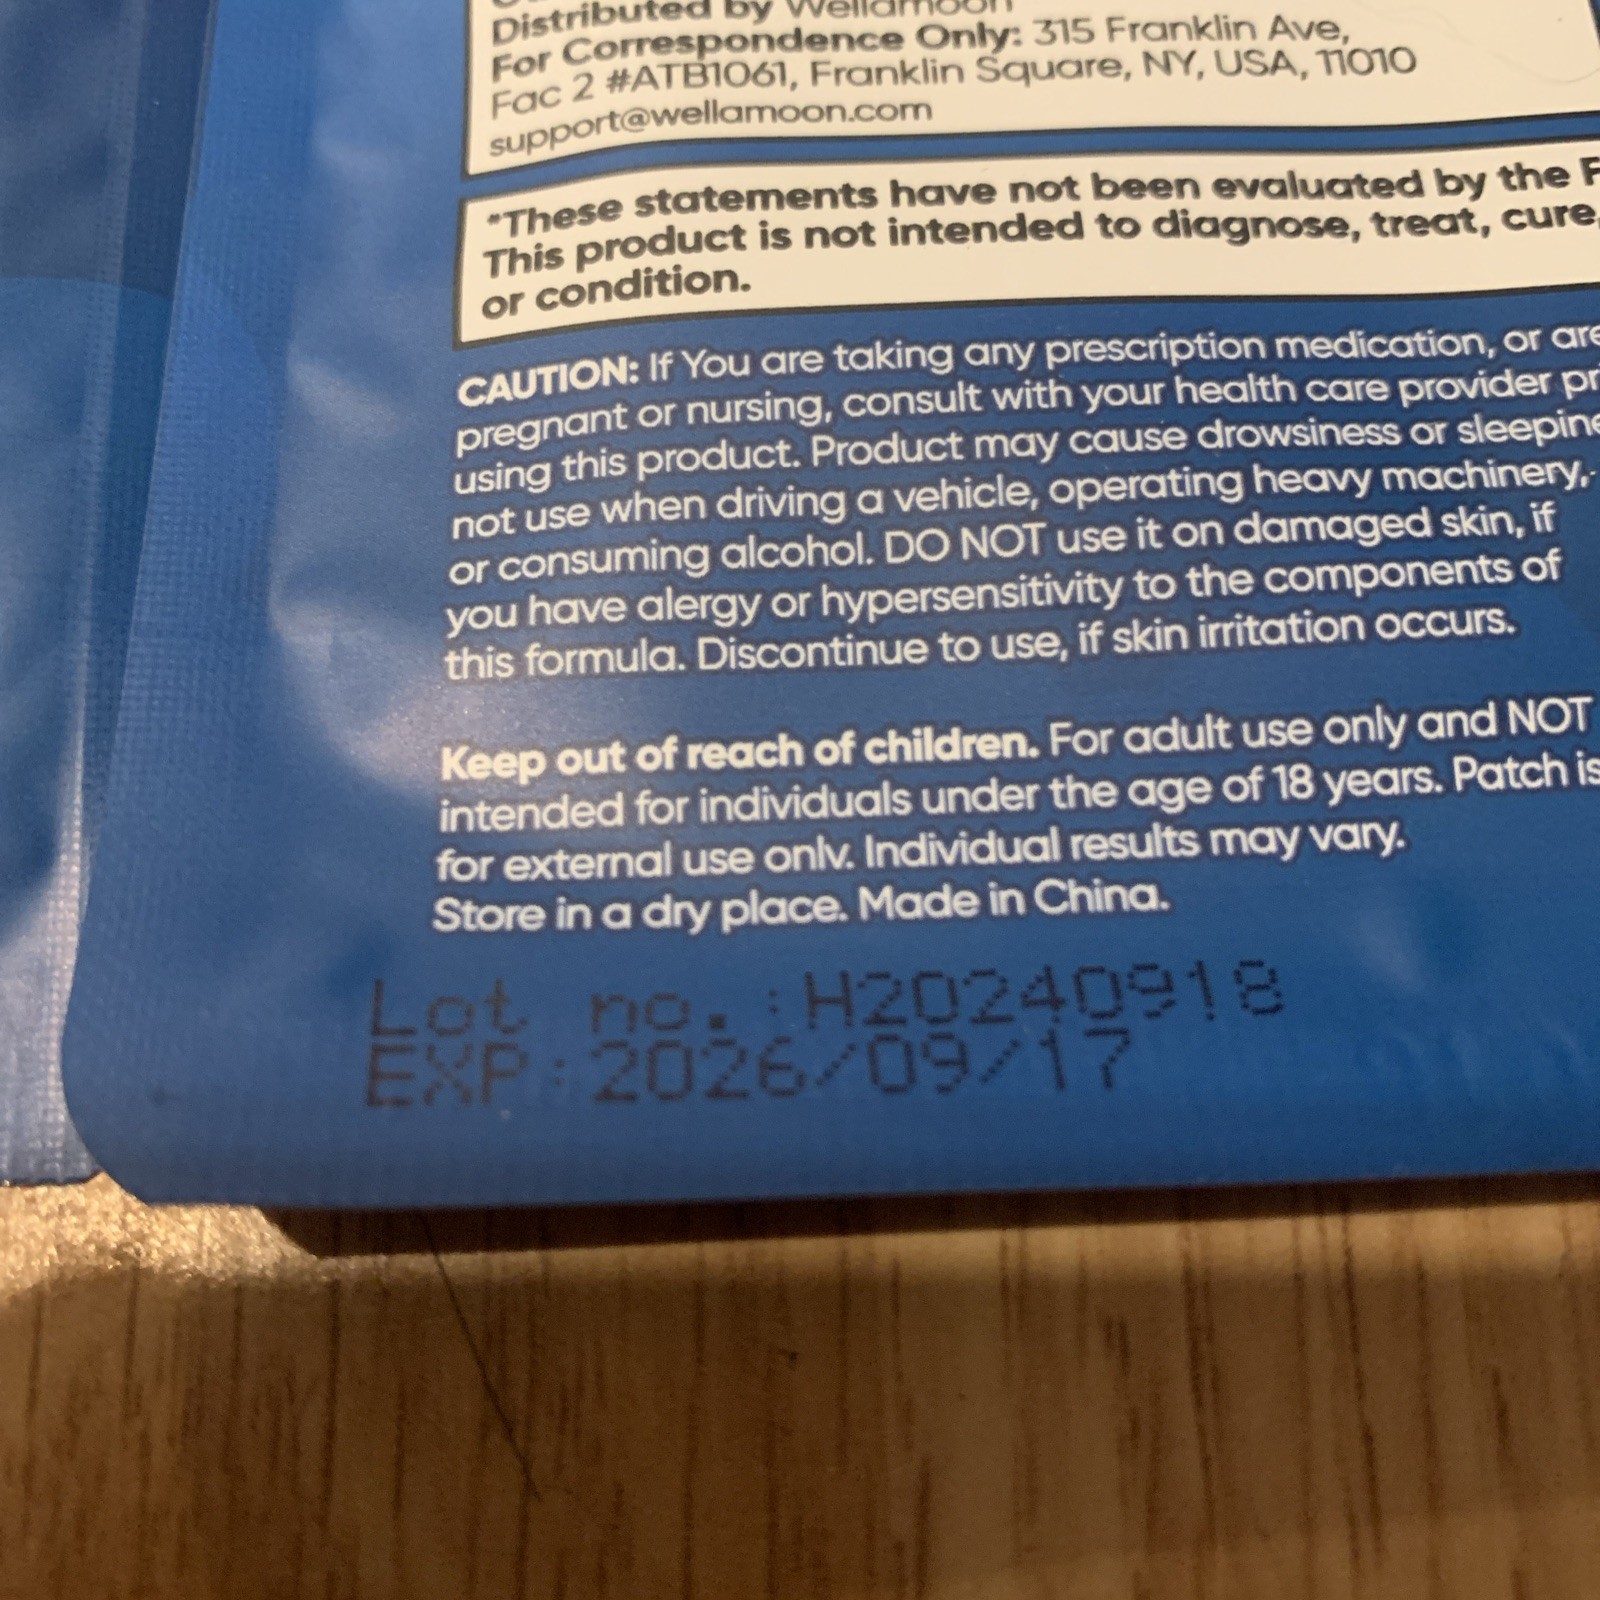 Distributed by Wellamoon
For Correspondence Only: 315 Franklin Ave,
Fac 2 #ATB1061, Franklin Square, NY, USA, 11010
support@wellamoon.com
*These statements have not been evaluated by the
This product is not intended to diagnose, treat, cure,
or condition.
CAUTION: If You are taking any prescription medication, or are
pregnant or nursing, consult with your health care provider pr
using this product. Product may cause drowsiness or sleepine
not use when driving a vehicle, operating heavy machinery,
or consuming alcohol. DO NOT use it on damaged skin, if
you have alergy or hypersensitivity to the components of
this formula. Discontinue to use, if skin irritation occurs.
Keep out of reach of children. For adult use only and NOT
intended for individuals under the age of 18 years. Patch is
for external use only. Individual results may vary.
Store in a dry place. Made in China.
Lot no.:H20240918
EXP:2026/09/17